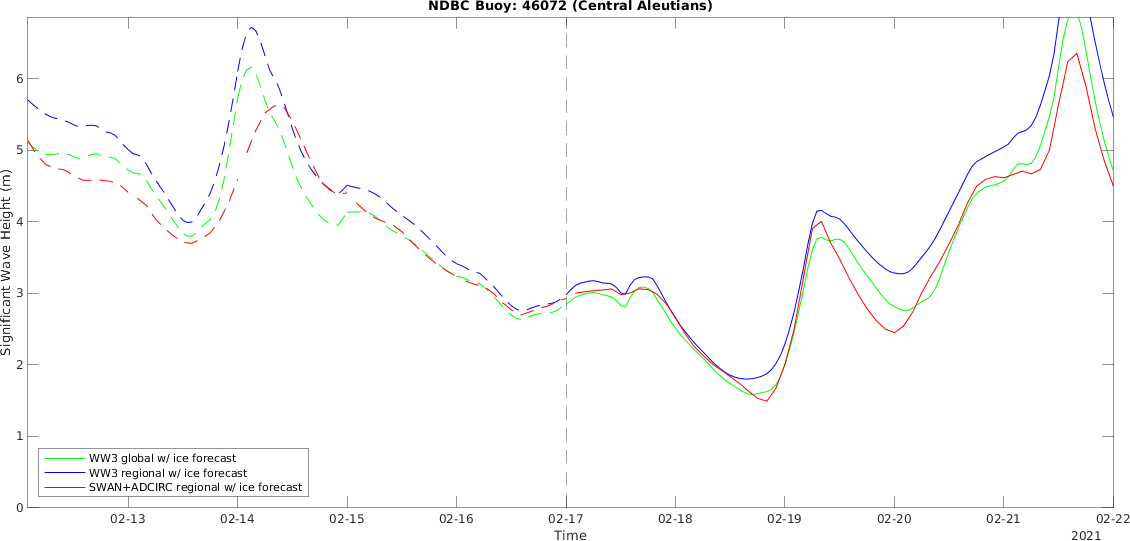 NDBC Buoy: 46072 (Central Aleutians)
Significant Wave Height (m)
6
5
4
3
2
1
0
WW3 global w/ ice forecast
WW3 regional w/ ice forecast
SWAN+ADCIRC regional w/ ice forecast
02-13 02-14 02-15 02-16 02-17 02-18 02-19 02-20 02-21 02-22
Time
2021